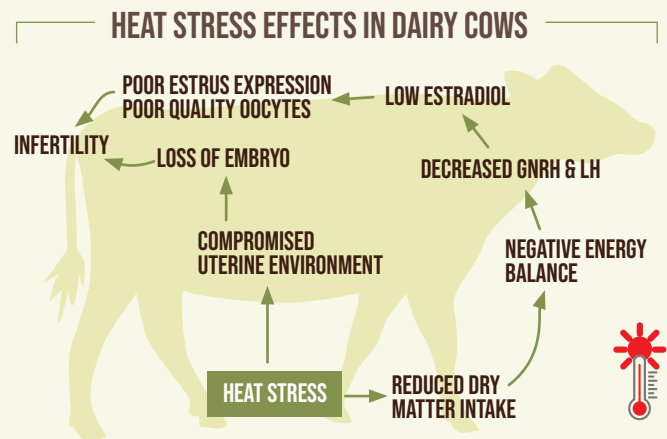 HEAT STRESS EFFECTS IN DAIRY COWS
POOR ESTRUS EXPRESSION
POOR QUALITY OOCYTES
LOW ESTRADIOL
INFERTILITY
LOSS OF EMBRYO
DECREASED GNRH & LH
COMPROMISED
UTERINE ENVIRONMENT
NEGATIVE ENERGY
BALANCE
HEAT STRESS
REDUCED DRY
MATTER INTAKE